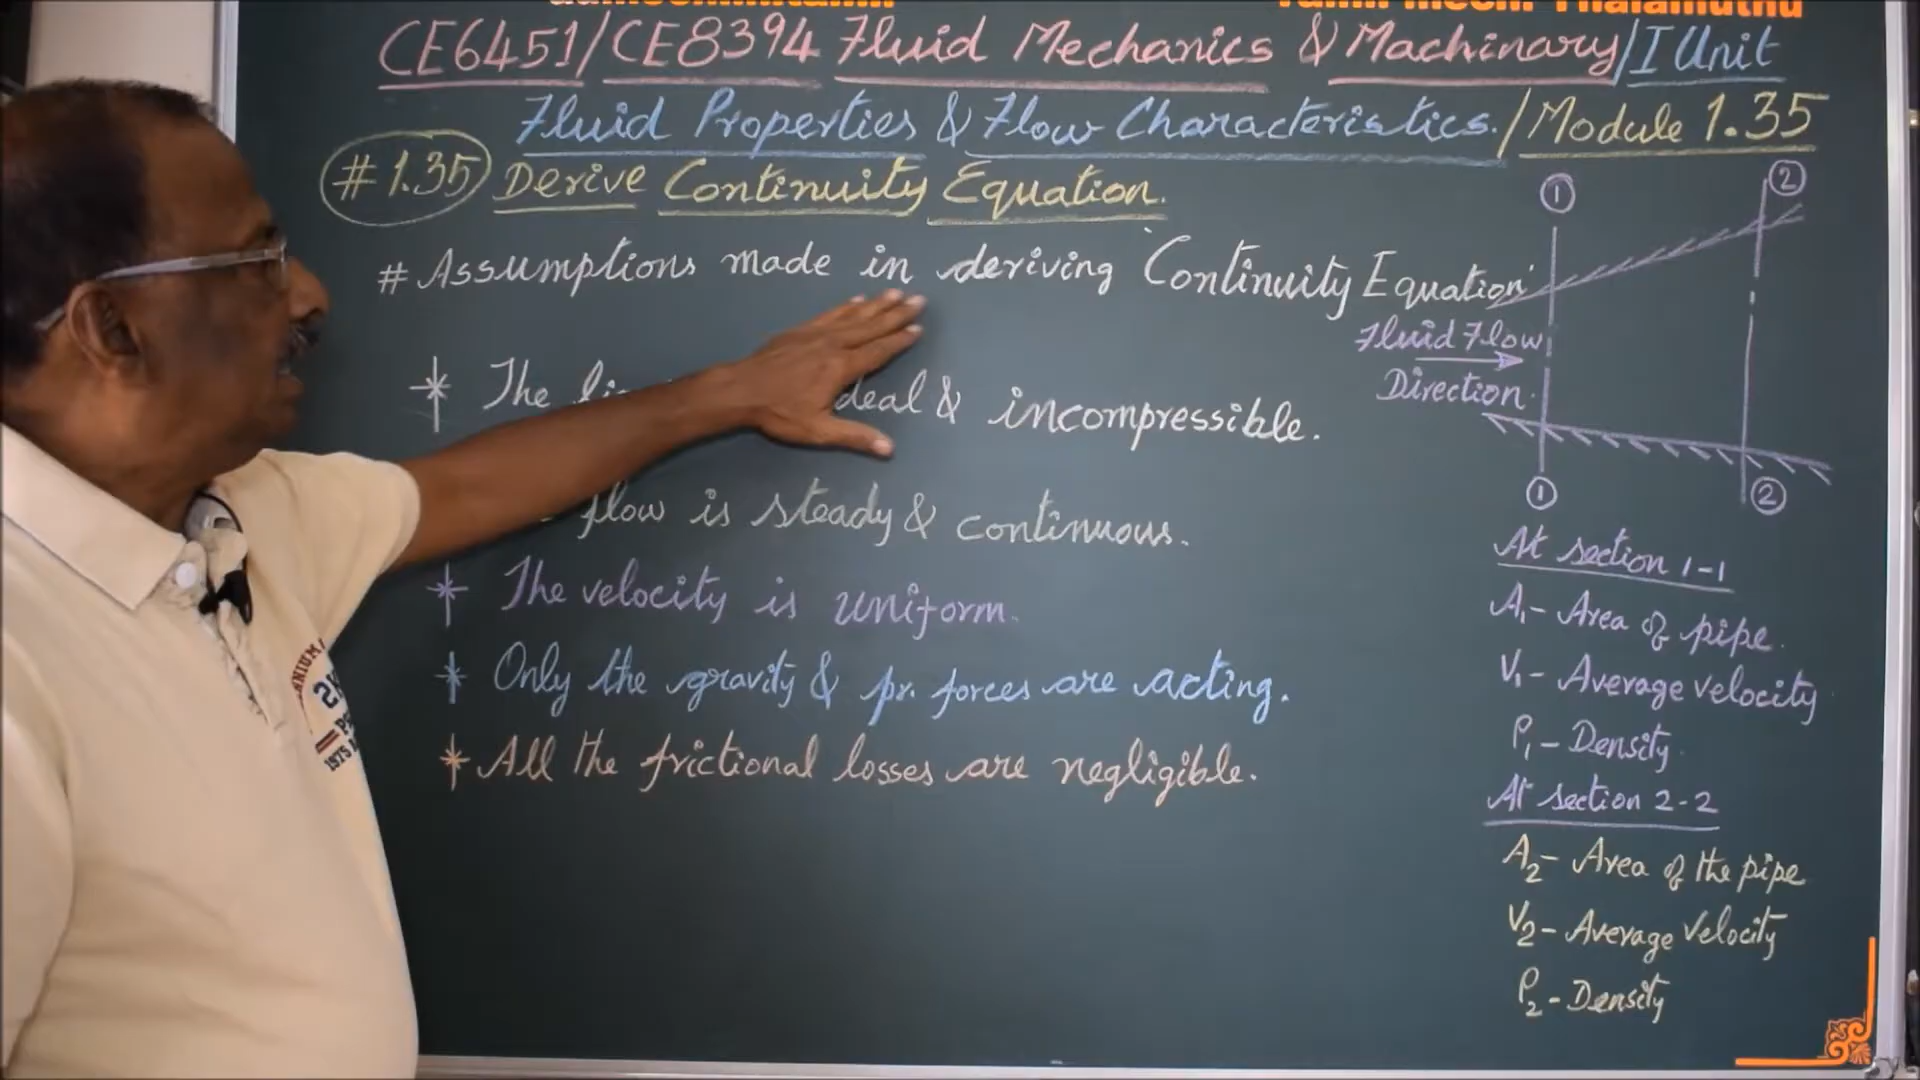 CE6451/CE8394 Fluid Mechanics & Machinary/I Unit
Fluid Properties & Flow Characteristics./Module 1.35
#1.35 Derive Continuity Equation.
# Assumptions made in deriving 'Continuity Equation'
* The deal & incompressible.
flow is steady & continuous.
* The velocity is uniform.
* Only the gravity & pr. forces are acting.
* All the frictional losses are negligible.
1
2
Fluid Flow
Direction.
1
2
At section 1-1
A₁- Area of pipe.
V₁- Average velocity
ρ₁- Density.
At section 2-2
A₂- Area of the pipe
V₂- Average Velocity
ρ₂- Density
2
1975